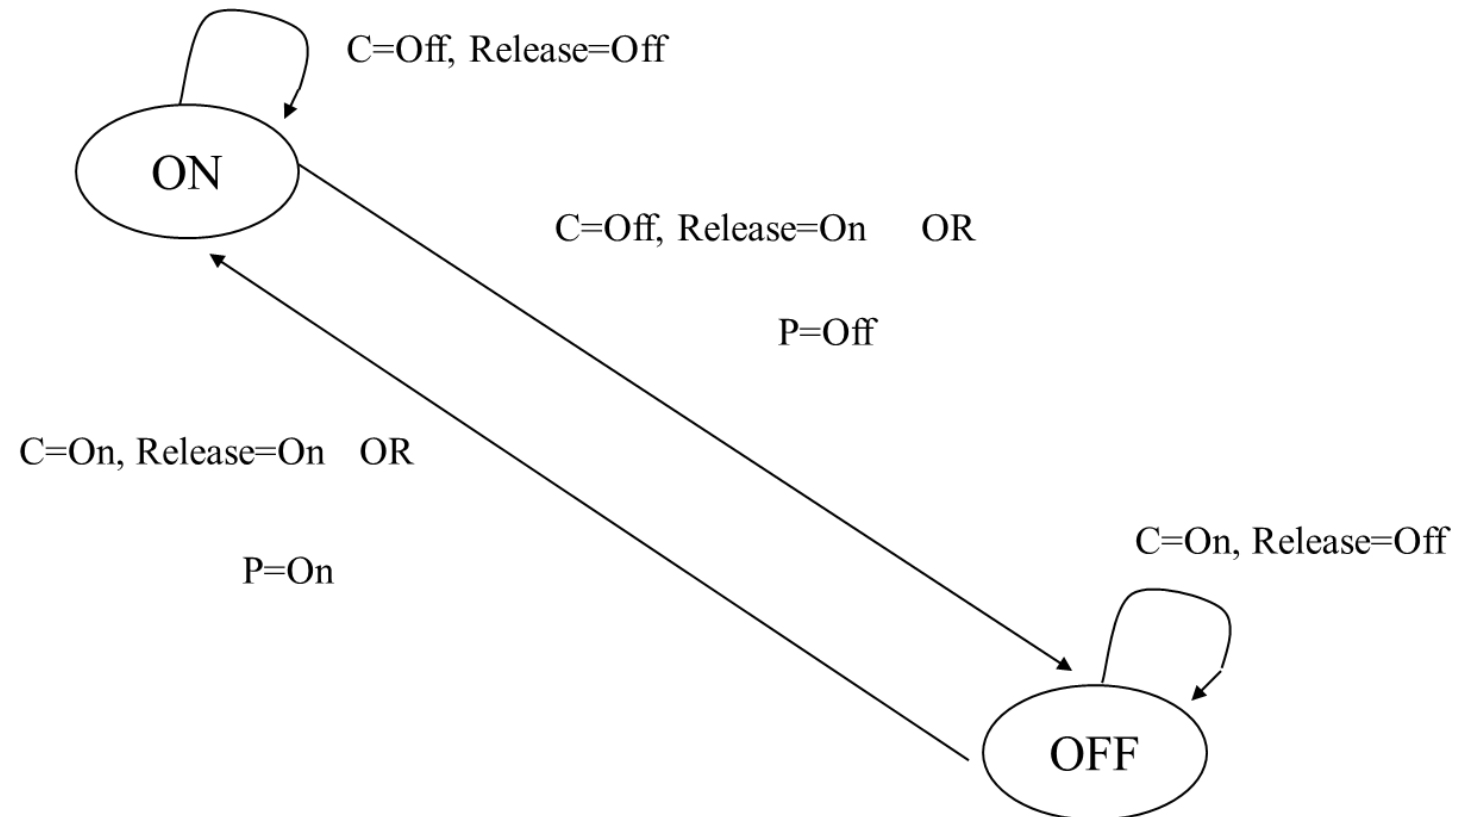 C=Off, Release=Off
ON
C=Off, Release=On OR
P=Off
C=On, Release=On OR
P=On
C=On, Release=Off
OFF